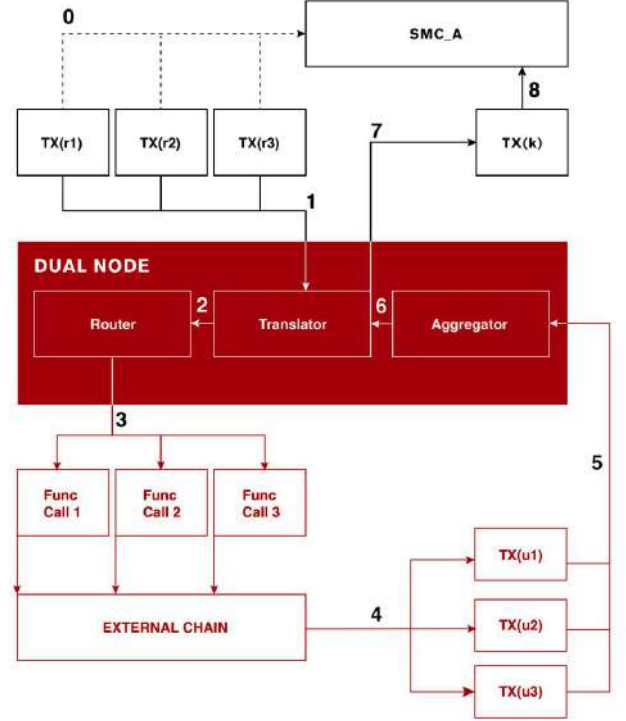 0
SMC_A
8
TX(r1)
TX(r2)
TX(r3)
7
TX(k)
1
DUAL NODE
Router
2
Translator
6
Aggregator
3
Func
Call 1
Func
Call 2
Func
Call 3
5
TX(u1)
EXTERNAL CHAIN
4
TX(u2)
TX(u3)